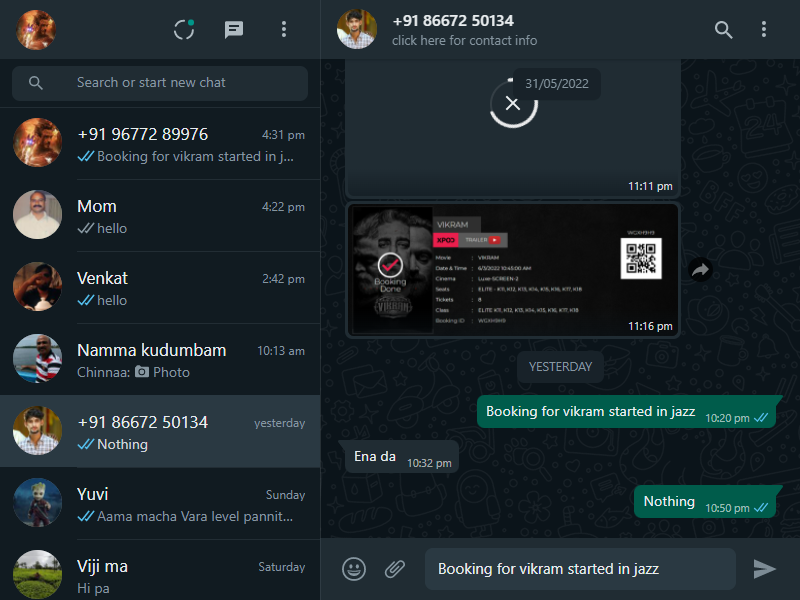 +91 86672 50134
click here for contact info
Search or start new chat
+91 96772 89976
4:31 pm
Booking for vikram started in j...
Mom
4:22 pm
hello
Venkat
2:42 pm
hello
Namma kudumbam
10:13 am
Chinnaa: Photo
+91 86672 50134
yesterday
Nothing
Yuvi
Sunday
Aama macha Vara level pannit...
Viji ma
Saturday
Hi pa
31/05/2022
11:11 pm
VIKRAM
XPCD TRAILER
Movie : VIKRAM
Date & Time : 6/3/2022 10:45:00 AM
Cinema : Luxe-SCREEN-2
Seats : ELITE - K11, K12, K13, K14, K15, K16, K17, K18
Tickets : 8
Class : ELITE - K11, K12, K13, K14, K15, K16, K17, K18
Booking ID : WGXH9H9
WGXH9H9
Booking
Done
VIKRAM
11:16 pm
YESTERDAY
Booking for vikram started in jazz
10:20 pm
Ena da
10:32 pm
Nothing
10:50 pm
Booking for vikram started in jazz